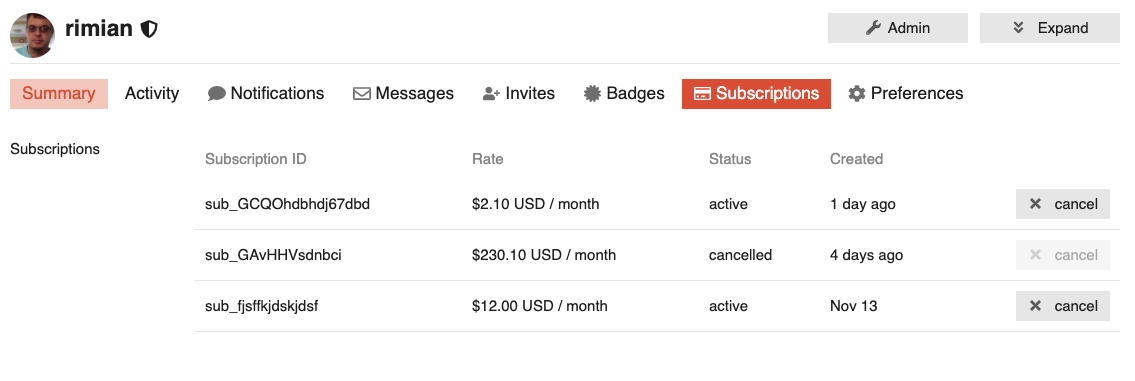 rimian
Admin
Expand
Summary Activity Notifications Messages Invites Badges Subscriptions Preferences
Subscriptions
Subscription ID Rate Status Created
sub_GCQOhdbhdj67dbd $2.10 USD / month active 1 day ago cancel
sub_GAvHHVsdnbci $230.10 USD / month cancelled 4 days ago cancel
sub_fjsffkjdskjdsf $12.00 USD / month active Nov 13 cancel